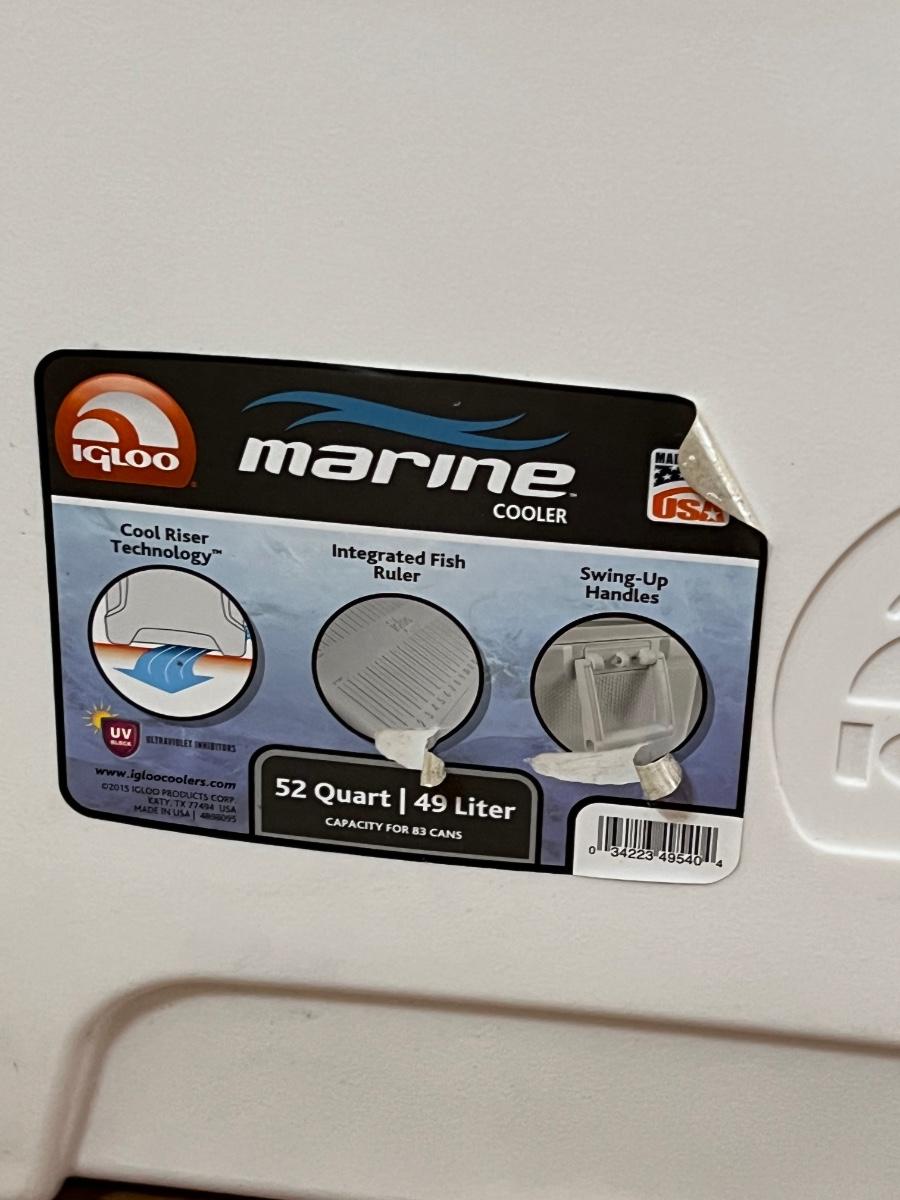 IGLOO
marine™
COOLER
MADE
USA
Cool Riser
Technology™
Integrated Fish
Ruler
Swing-Up
Handles
UV
BLOCK
ULTRAVIOLET INHIBITORS
www.igloocoolers.com
©2015 IGLOO PRODUCTS CORP.
KATY, TX 77494 USA
MADE IN USA |
52 Quart | 49 Liter
CAPACITY FOR 83 CANS
0 34223 49540 4